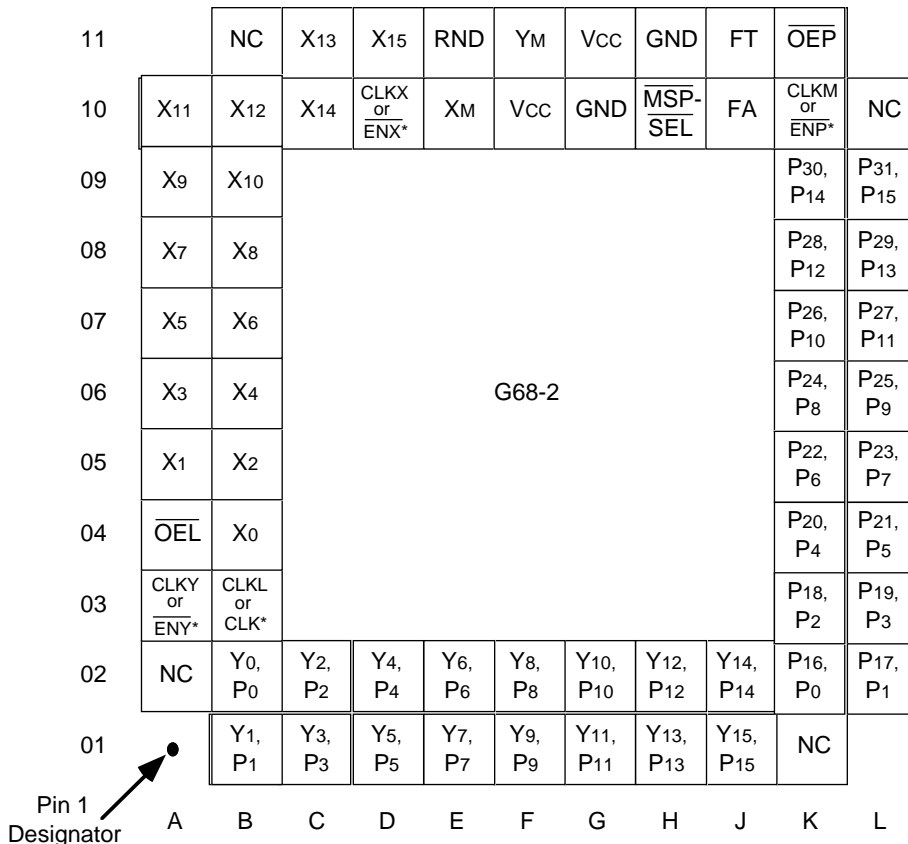 11 NC X13 X15 RND YM VCC GND FT OEP
10 X11 X12 X14 CLKX or ENX* XM VCC GND MSP-SEL FA CLKM or ENP* NC
09 X9 X10 P30, P14 P31, P15
08 X7 X8 P28, P12 P29, P13
07 X5 X6 P26, P10 P27, P11
06 X3 X4 G68-2 P24, P8 P25, P9
05 X1 X2 P22, P6 P23, P7
04 OEL X0 P20, P4 P21, P5
03 CLKY or ENY* CLKL or CLK* P18, P2 P19, P3
02 NC Y0, P0 Y2, P2 Y4, P4 Y6, P6 Y8, P8 Y10, P10 Y12, P12 Y14, P14 P16, P0 P17, P1
01 Y1, P1 Y3, P3 Y5, P5 Y7, P7 Y9, P9 Y11, P11 Y13, P13 Y15, P15 NC
Pin 1
Designator
A B C D E F G H J K L